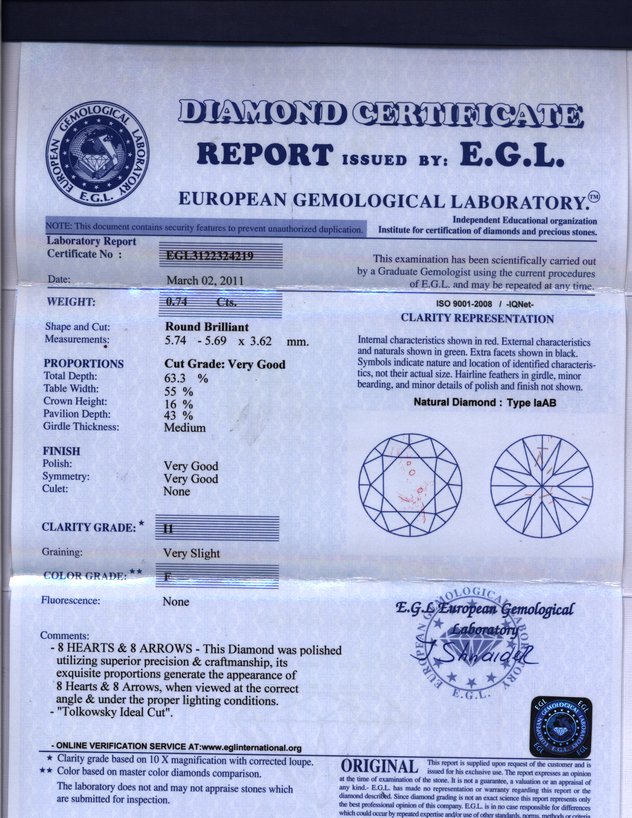 DIAMOND CERTIFICATE
REPORT ISSUED BY: E.G.L.
EUROPEAN GEMOLOGICAL LABORATORY.™
EUROPEAN GEMOLOGICAL LABORATORY
E.G.L.
Independent Educational organization
Institute for certification of diamonds and precious stones.
NOTE: This document contains security features to prevent unauthorized duplication.
Laboratory Report
Certificate No : EGL3122324219
Date: March 02, 2011
WEIGHT: 0.74 Cts.
Shape and Cut: Round Brilliant
Measurements: 5.74 - 5.69 x 3.62 mm.
PROPORTIONS Cut Grade: Very Good
Total Depth: 63.3 %
Table Width: 55 %
Crown Height: 16 %
Pavilion Depth: 43 %
Girdle Thickness: Medium
FINISH
Polish: Very Good
Symmetry: Very Good
Culet: None
CLARITY GRADE: * I1
Graining: Very Slight
COLOR GRADE: ** F
Fluorescence: None
Comments:
- 8 HEARTS & 8 ARROWS - This Diamond was polished
utilizing superior precision & craftmanship, its
exquisite proportions generate the appearance of
8 Hearts & 8 Arrows, when viewed at the correct
angle & under the proper lighting conditions.
- "Tolkowsky Ideal Cut".
- ONLINE VERIFICATION SERVICE AT:www.eglinternational.org
★ Clarity grade based on 10 X magnification with corrected loupe.
★★ Color based on master color diamonds comparison.
The laboratory does not and may not appraise stones which
are submitted for inspection.
This examination has been scientifically carried out
by a Graduate Gemologist using the current procedures
of E.G.L. and may be repeated at any time.
ISO 9001-2008 / -IQNet-
CLARITY REPRESENTATION
Internal characteristics shown in red. External characteristics
and naturals shown in green. Extra facets shown in black.
Symbols indicate nature and location of identified characteris-
tics, not their actual size. Hairline feathers in girdle, minor
bearding, and minor details of polish and finish not shown.
Natural Diamond : Type IaAB
E.G.L European Gemological
Laboratory
EUROPEAN GEMOLOGICAL LABORATORY
E.G.L.
EGL
EGL
E.G.L.
EGL
EGL
ORIGINAL This report is supplied upon request of the customer and is
issued for his exclusive use. The report expresses an opinion
at the time of examination of the stone. It is not a guarantee, a valuation or an appraisal of
any kind.- E.G.L. has made no representation or warranty regarding this report or the
diamond described. Since diamond grading is not an exact science this report represents only
the best professional opinion of this company. E.G.L. is in no case responsible for differences
which could occur by repeated expertise and/or use of other standards, norms, methods or criteria